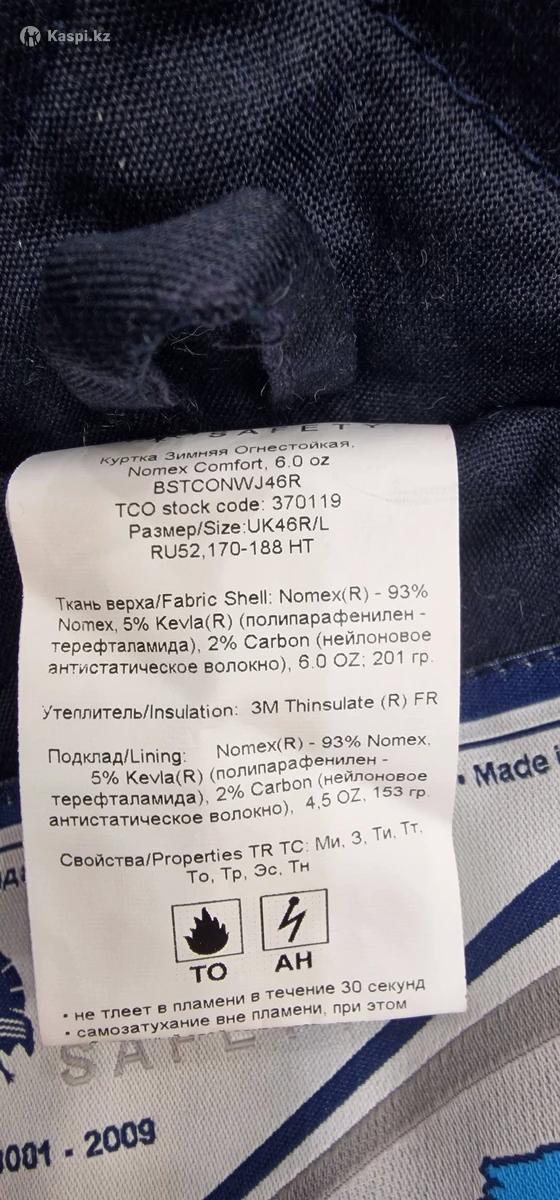 Kaspi.kz
SAFETY
Куртка Зимняя Огнестойкая,
Nomex Comfort, 6.0 oz
BSTCONWJ46R
TCO stock code: 370119
Размер/Size:UK46R/L
RU52,170-188 HT
Ткань верха/Fabric Shell: Nomex(R) - 93%
Nomex, 5% Kevla(R) (полипарафенилен -
терефталамида), 2% Carbon (нейлоновое
антистатическое волокно), 6.0 OZ; 201 гр.
Утеплитель/Insulation: 3M Thinsulate (R) FR
Подклад/Lining: Nomex(R) - 93% Nomex,
5% Kevla(R) (полипарафенилен -
терефталамида), 2% Carbon (нейлоновое
антистатическое волокно), 4,5 OZ, 153 гр.
• Made i
Свойства/Properties TR TC: Ми, З, Ти, Тт,
То, Тр, Эс, Тн
ТО АН
• не тлеет в пламени в течение 30 секунд
• самозатухание вне пламени, при этом
SAFET
9001 - 2009